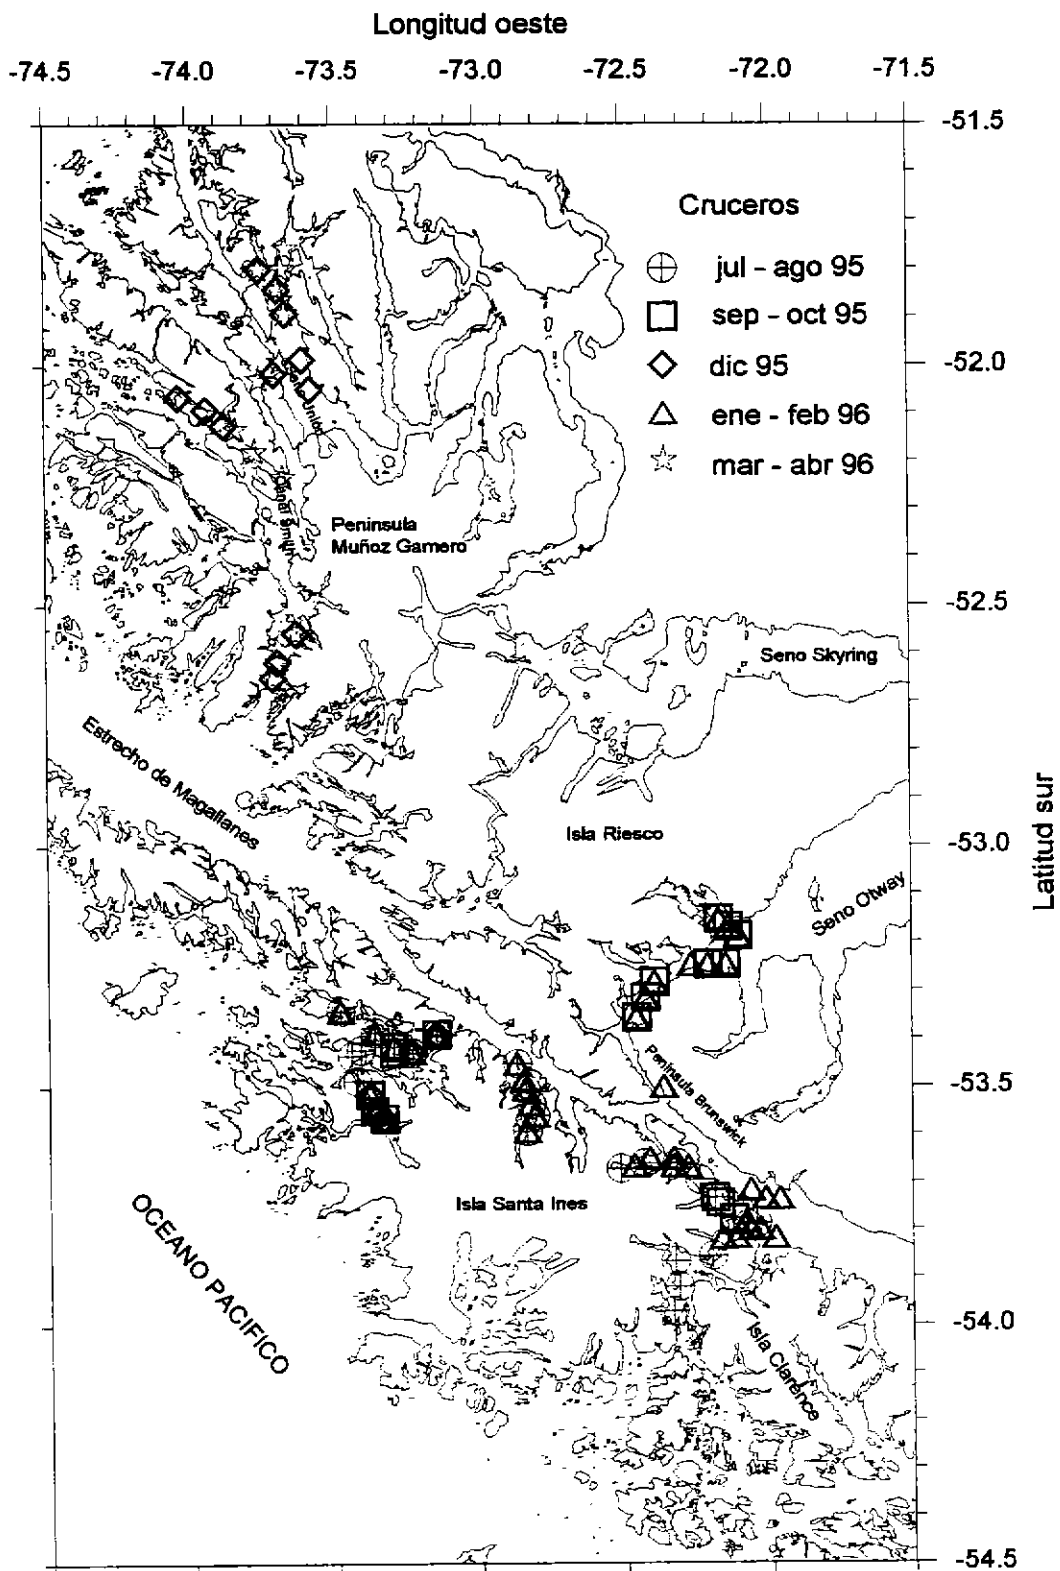 Longitud oeste
-74.5 -74.0 -73.5 -73.0 -72.5 -72.0 -71.5
-51.5
Cruceros
jul - ago 95
sep - oct 95
dic 95
ene - feb 96
mar - abr 96
-52.0
Union
Canal Smith
Peninsula
Muñoz Gamero
-52.5
Seno Skyring
Estrecho de Magallanes
Isla Riesco
-53.0
Latitud sur
Seno Otway
Peninsula Brunswick
-53.5
Isla Santa Ines
OCEANO PACIFICO
-54.0
Isla Clarence
-54.5